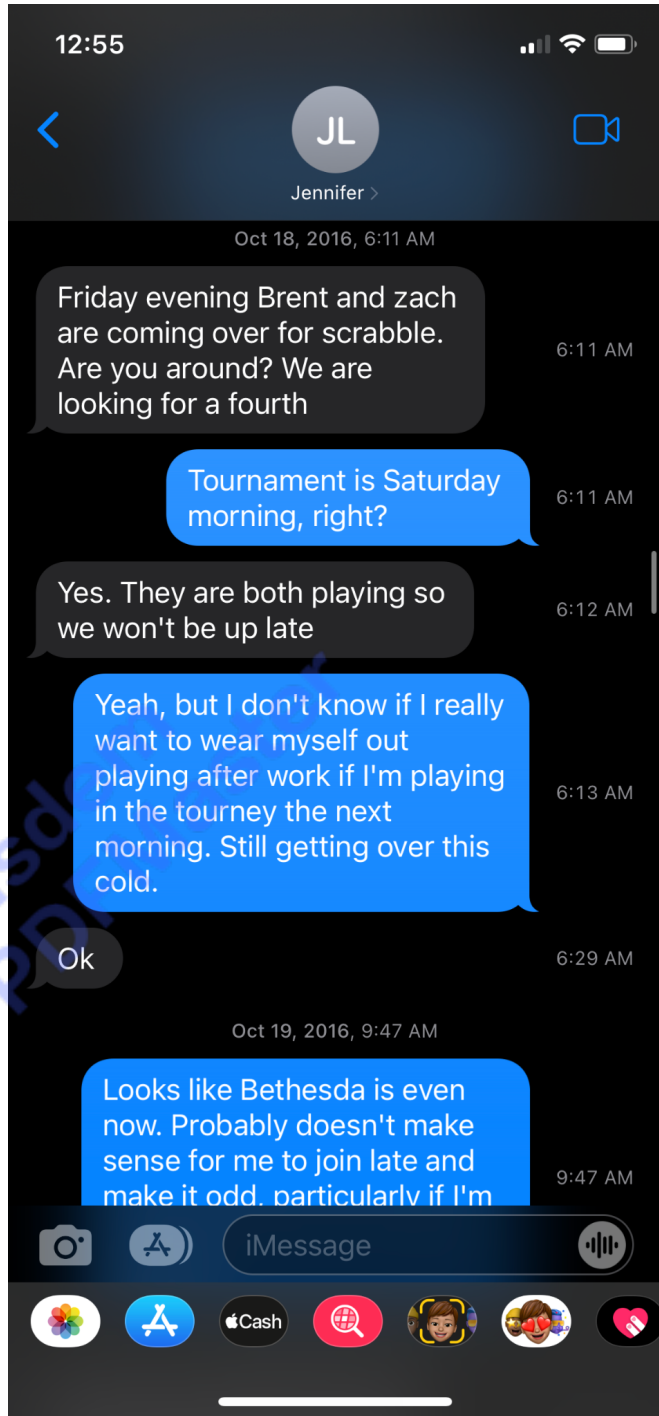 12:55
JL
Jennifer
Oct 18, 2016, 6:11 AM
Friday evening Brent and zach
are coming over for scrabble.
Are you around? We are
looking for a fourth
6:11 AM
Tournament is Saturday
morning, right?
6:11 AM
Yes. They are both playing so
we won't be up late
6:12 AM
Yeah, but I don't know if I really
want to wear myself out
playing after work if I'm playing
in the tourney the next
morning. Still getting over this
cold.
6:13 AM
Ok
6:29 AM
Oct 19, 2016, 9:47 AM
Looks like Bethesda is even
now. Probably doesn't make
sense for me to join late and
make it odd, particularly if I'm
9:47 AM
iMessage
Cash